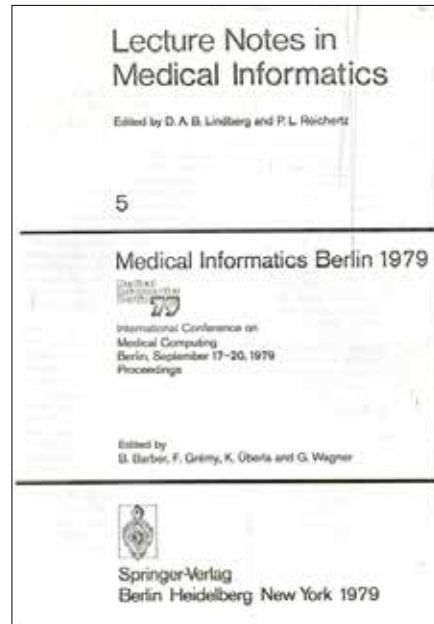 Lecture Notes in
Medical Informatics
Edited by D. A. B. Lindberg and P. L. Reichertz
5
Medical Informatics Berlin 1979
79
International Conference on
Medical Computing
Berlin, September 17–20, 1979
Proceedings
Edited by
B. Barber, F. Grémy, K. Überla and G. Wagner
Springer-Verlag
Berlin Heidelberg New York 1979